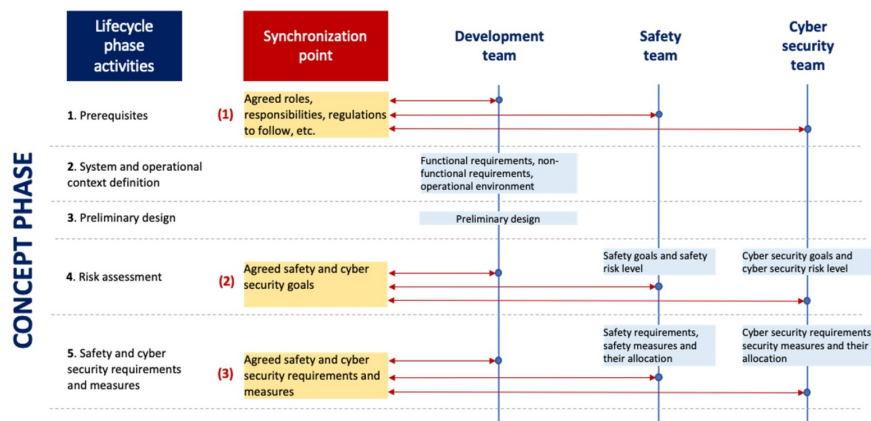 CONCEPT PHASE
Lifecycle
phase
activities
Synchronization
point
Development
team
Safety
team
Cyber
security team
1. Prerequisites
(1)
Agreed roles,
responsibilities, regulations
to follow, etc.
2. System and operational
context definition
Functional requirements, non-
functional requirements,
operational environment
3. Preliminary design
Preliminary design
4. Risk assessment
(2)
Agreed safety and cyber
security goals
Safety goals and safety
risk level
Cyber security goals and
cyber security risk level
5. Safety and cyber
security requirements
and measures
(3)
Agreed safety and cyber
security requirements and
measures
Safety requirements,
safety measures and
their allocation
Cyber security requirements
security measures and their
allocation